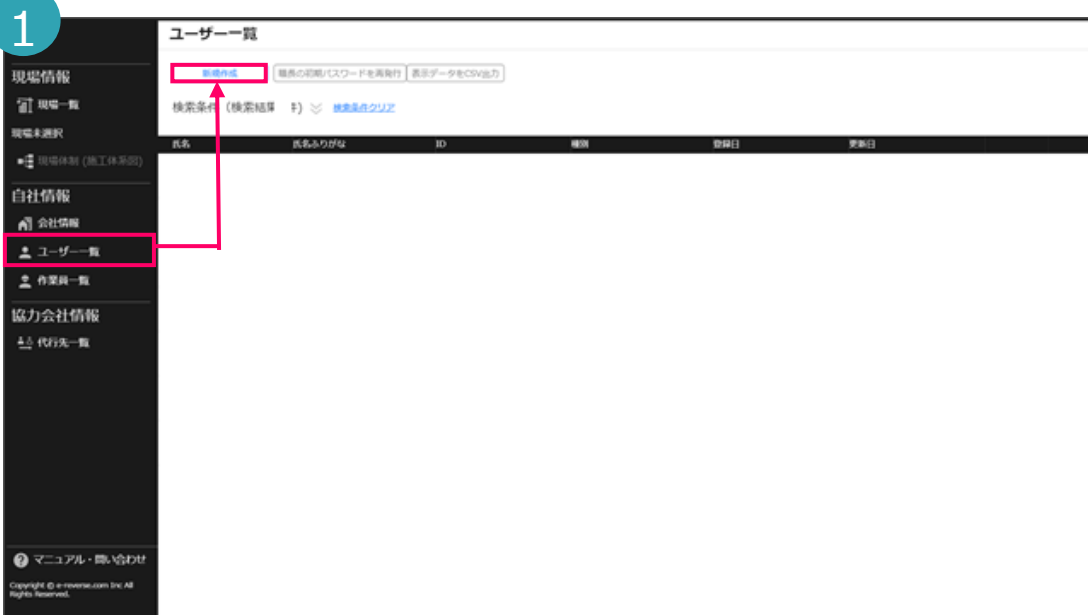 1
現場情報
現場一覧
現場未選択
現場体制 (施工体系図)
自社情報
会社情報
ユーザー一覧
作業員一覧
協力会社情報
代行先一覧
マニュアル・問い合わせ
Copyright © e-reverse.com Inc All
Rights Reserved.
ユーザー一覧
新規作成 職長の初期パスワードを再発行 表示データをCSV出力
検索条件 (検索結果 件) 検索条件クリア
氏名 氏名ふりがな ID 種別 登録日 更新日